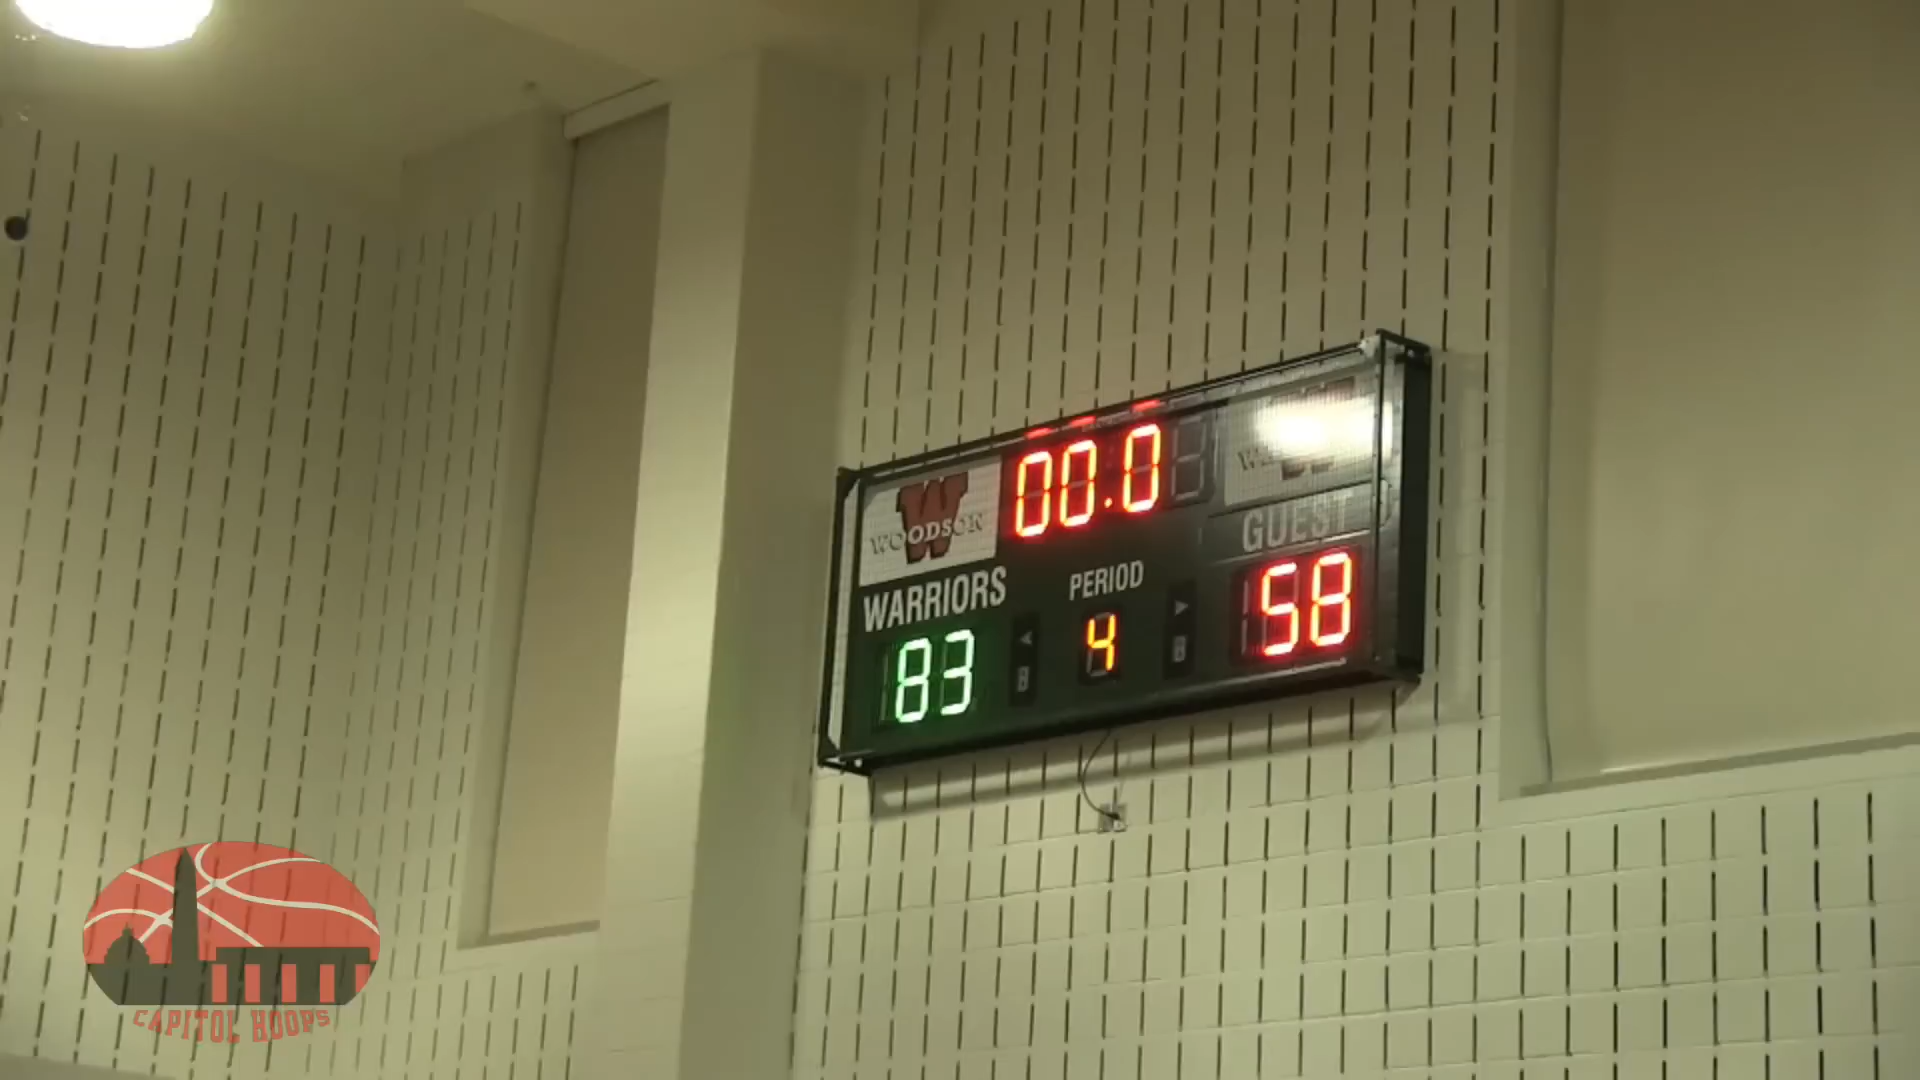 00.0
WOODSON
GUEST
WARRIORS
PERIOD
83
4
58
CAPITOL HOOPS